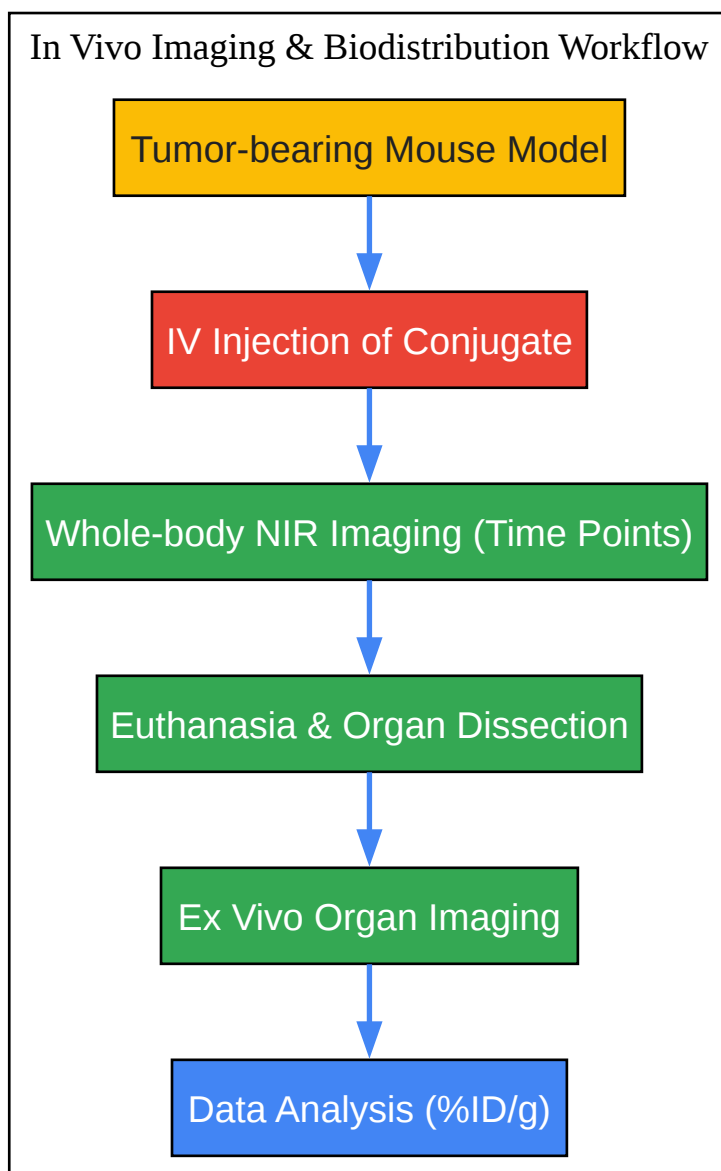 In Vivo Imaging & Biodistribution Workflow
Tumor-bearing Mouse Model
IV Injection of Conjugate
Whole-body NIR Imaging (Time Points)
Euthanasia & Organ Dissection
Ex Vivo Organ Imaging
Data Analysis (%ID/g)